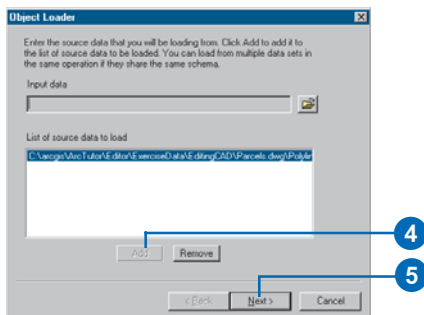 Object Loader
Enter the source data that you will be loading from. Click Add to add it to
the list of source data to be loaded. You can load from multiple data sets in
the same operation if they share the same schema.
Input data
List of source data to load
C:\arcgis\ArcTutor\Editor\ExerciseData\EditingCAD\Parcels.dwg\Polylin
Add
Remove
4
5
< Back
Next >
Cancel